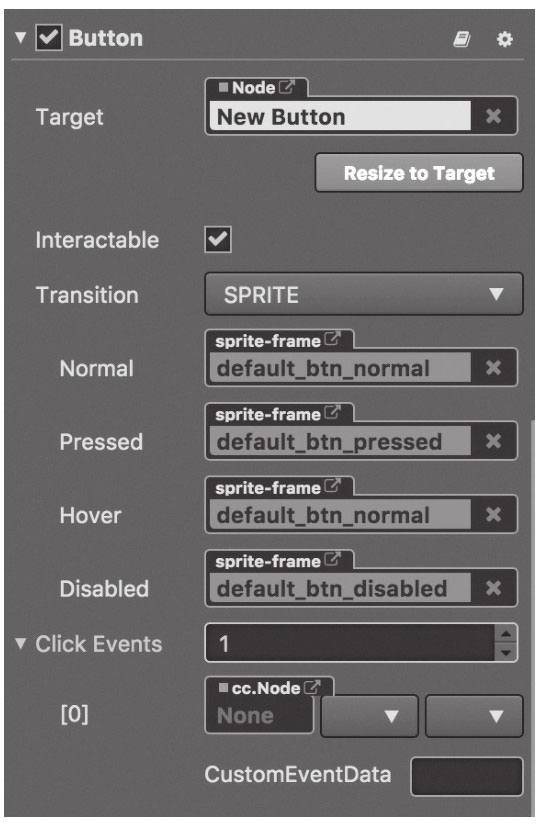 Button
Node
Target New Button
Resize to Target
Interactable
Transition SPRITE
sprite-frame
Normal default_btn_normal
sprite-frame
Pressed default_btn_pressed
sprite-frame
Hover default_btn_normal
sprite-frame
Disabled default_btn_disabled
Click Events 1
cc.Node
[0] None
CustomEventData